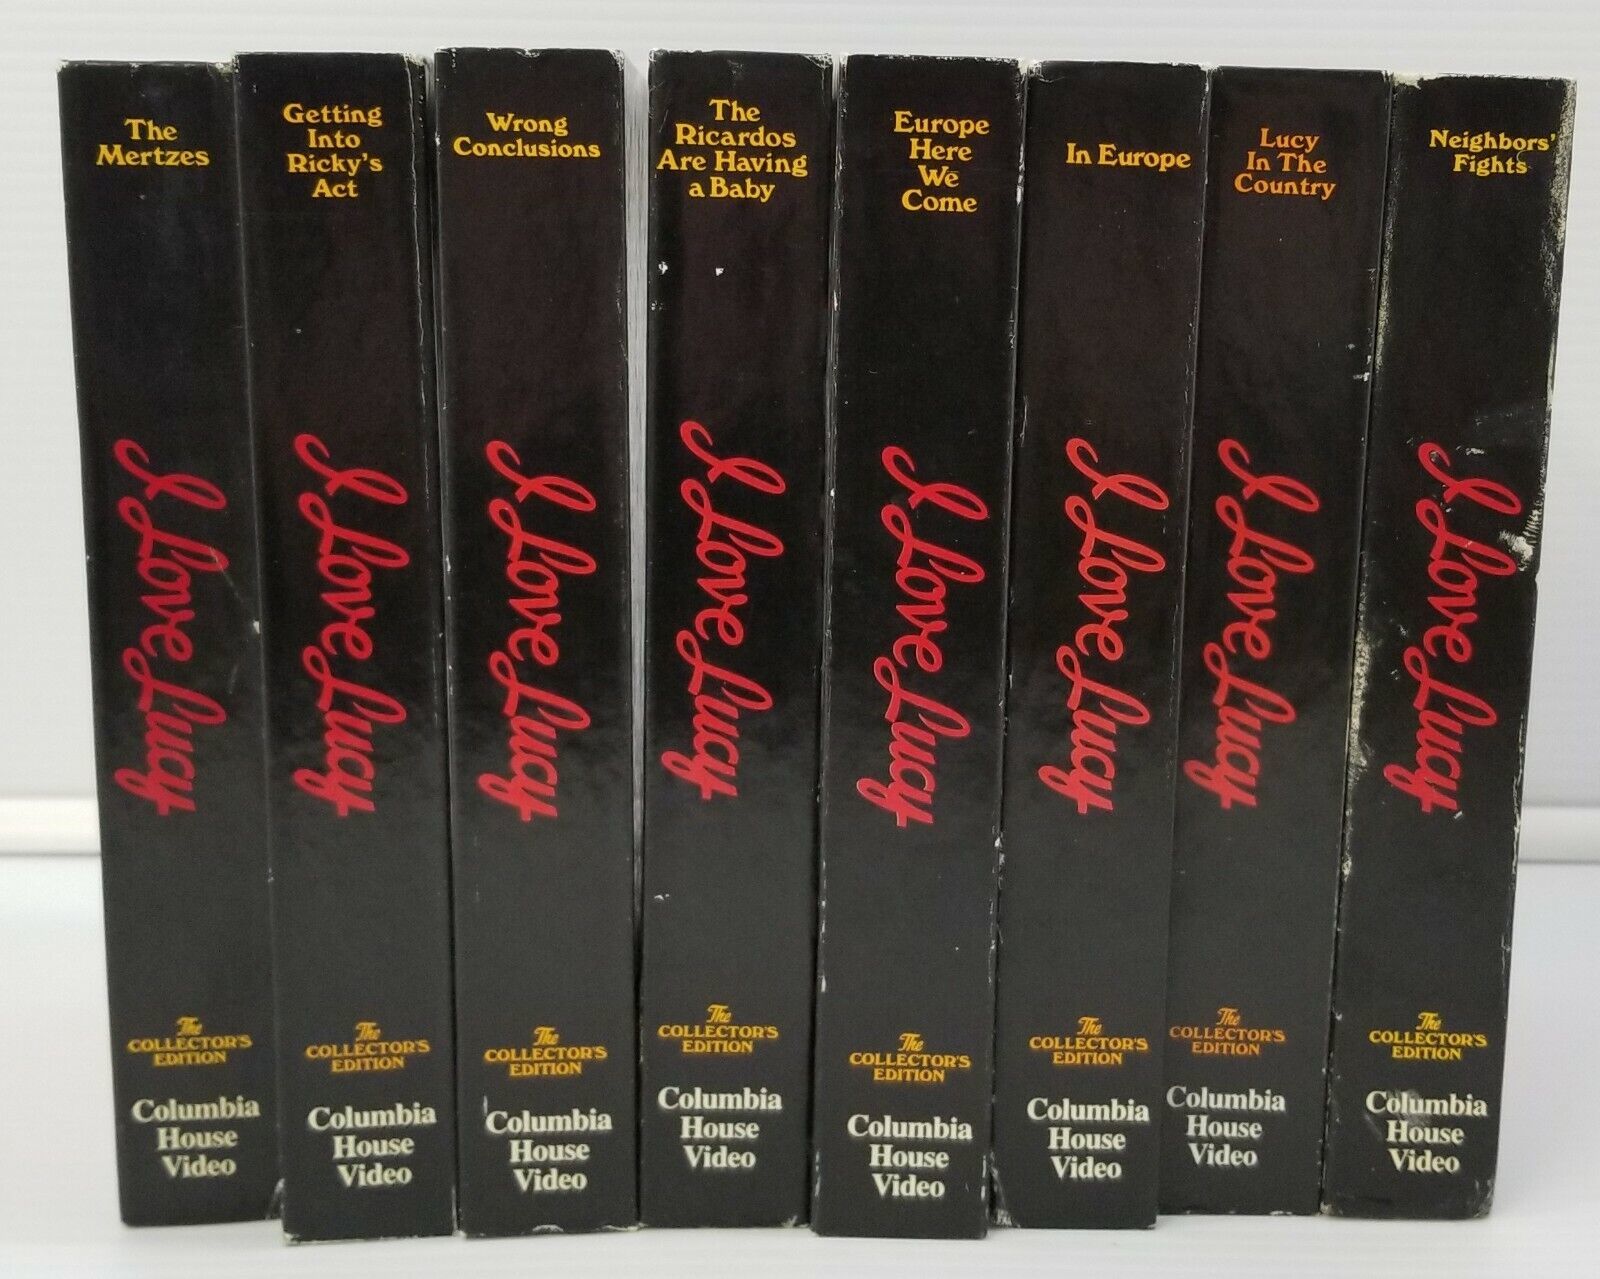 The
Mertzes
I Love Lucy
The
COLLECTOR'S
EDITION
Columbia
House
Video
Getting
Into
Ricky's
Act
I Love Lucy
The
COLLECTOR'S
EDITION
Columbia
House
Video
Wrong
Conclusions
I Love Lucy
The
COLLECTOR'S
EDITION
Columbia
House
Video
The
Ricardos
Are Having
a Baby
I Love Lucy
The
COLLECTOR'S
EDITION
Columbia
House
Video
Europe
Here
We
Come
I Love Lucy
The
COLLECTOR'S
EDITION
Columbia
House
Video
In Europe
I Love Lucy
The
COLLECTOR'S
EDITION
Columbia
House
Video
Lucy
In The
Country
I Love Lucy
The
COLLECTOR'S
EDITION
Columbia
House
Video
Neighbors'
Fights
I Love Lucy
The
COLLECTOR'S
EDITION
Columbia
House
Video